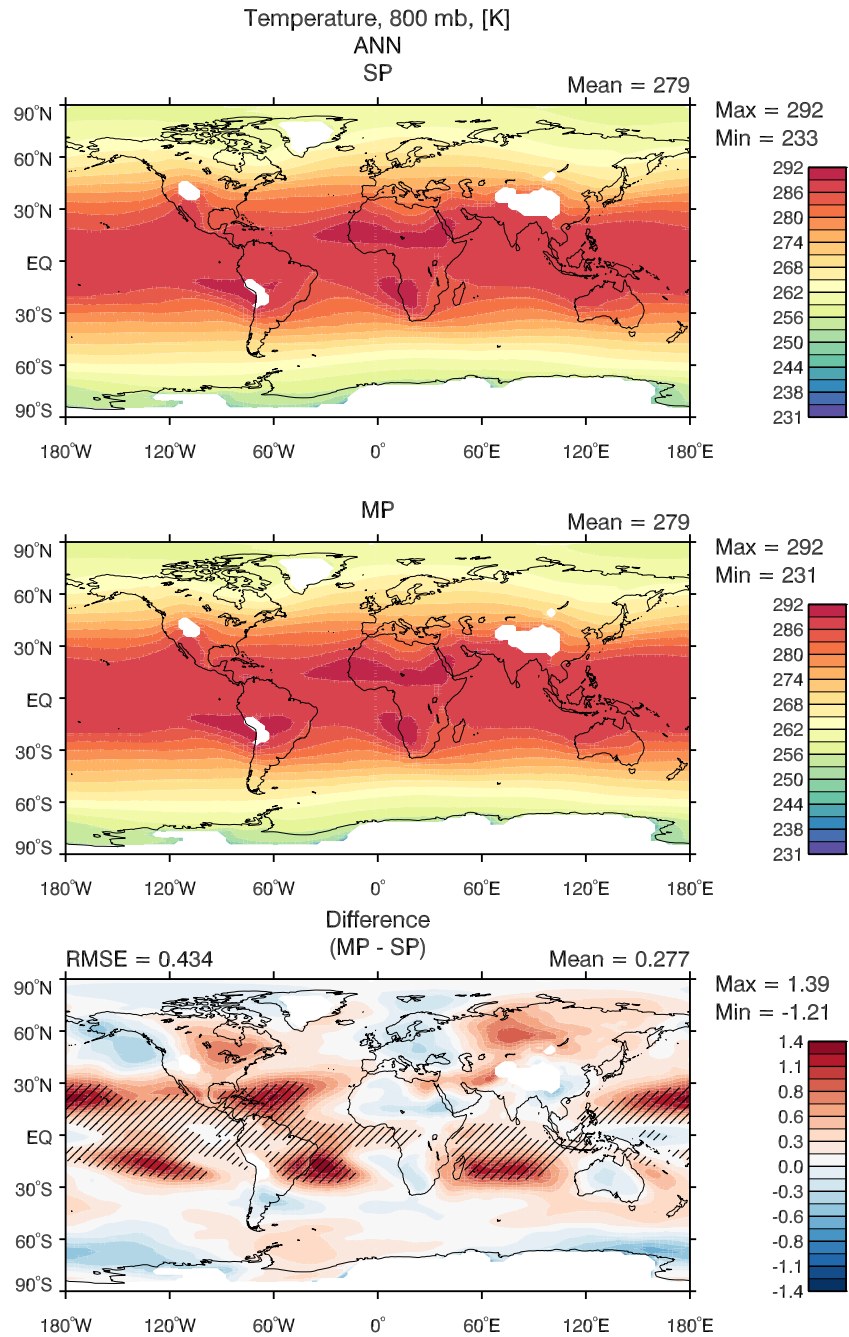 Temperature, 800 mb, [K]
ANN
SP
Mean = 279
Max = 292
Min = 233
90°N
60°N
30°N
EQ
30°S
60°S
90°S
180°W 120°W 60°W 0° 60°E 120°E 180°E
292
286
280
274
268
262
256
250
244
238
231
MP
Mean = 279
Max = 292
Min = 231
90°N
60°N
30°N
EQ
30°S
60°S
90°S
180°W 120°W 60°W 0° 60°E 120°E 180°E
292
286
280
274
268
262
256
250
244
238
231
Difference
(MP - SP)
RMSE = 0.434
Mean = 0.277
Max = 1.39
Min = -1.21
90°N
60°N
30°N
EQ
30°S
60°S
90°S
180°W 120°W 60°W 0° 60°E 120°E 180°E
1.4
1.1
0.8
0.6
0.3
0.0
-0.3
-0.6
-0.8
-1.1
-1.4